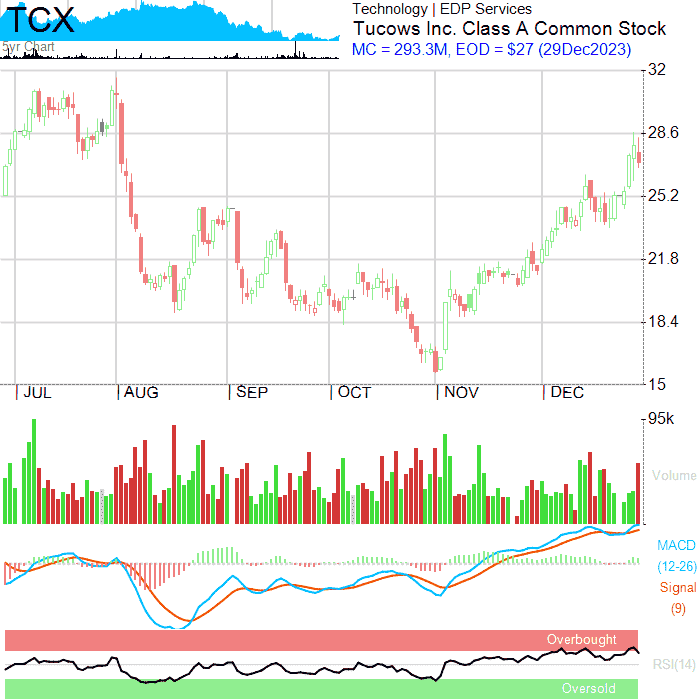 TCX
5yr Chart
Technology | EDP Services
Tucows Inc. Class A Common Stock
MC = 293.3M, EOD = $27 (29Dec2023)
32
28.6
25.2
21.8
18.4
15
JUL AUG SEP OCT NOV DEC
95k
Volume
MACD
(12-26)
Signal
(9)
Overbought
RSI(14)
Oversold